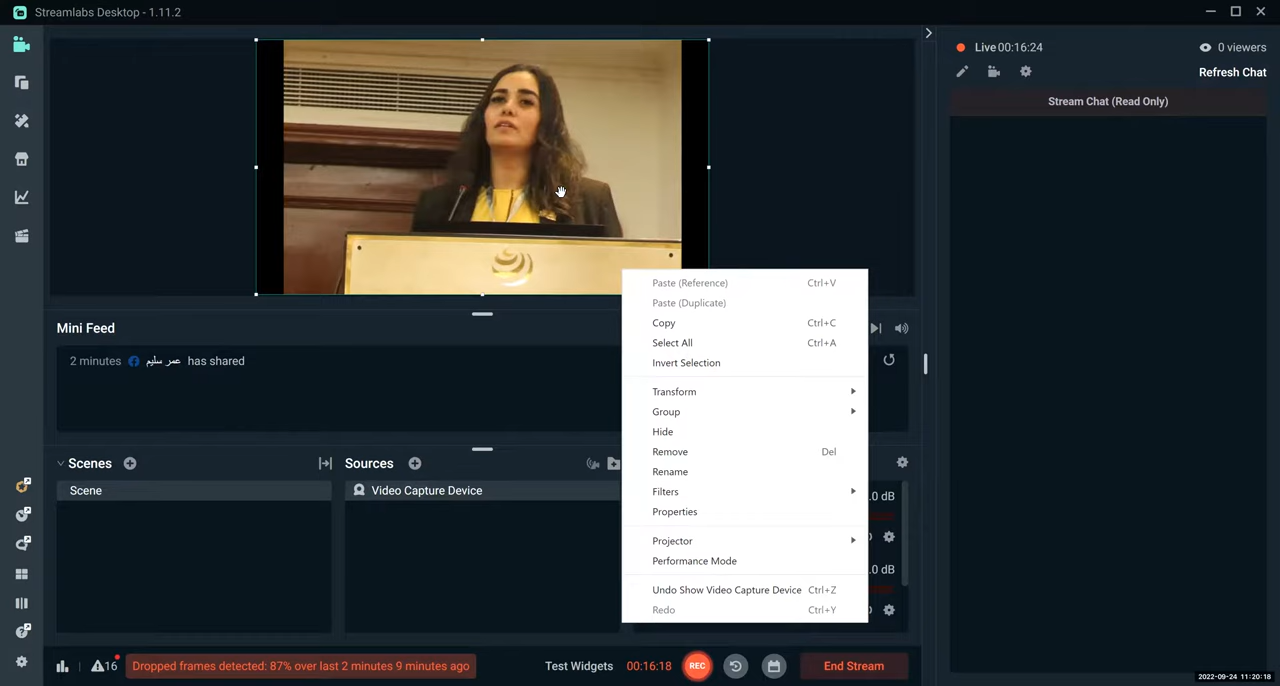 Streamlabs Desktop - 1.11.2
Live 00:16:24
0 viewers
Refresh Chat
Stream Chat (Read Only)
Mini Feed
2 minutes عمر سليم has shared
Scenes
Scene
Sources
Video Capture Device
Paste (Reference) Ctrl+V
Paste (Duplicate)
Copy Ctrl+C
Select All Ctrl+A
Invert Selection
Transform
Group
Hide
Remove Del
Rename
Filters
Properties
Projector
Performance Mode
Undo Show Video Capture Device Ctrl+Z
Redo Ctrl+Y
.0 dB
.0 dB
16
Dropped frames detected: 87% over last 2 minutes 9 minutes ago
Test Widgets
00:16:18
REC
End Stream
2022-09-24 11:20:18